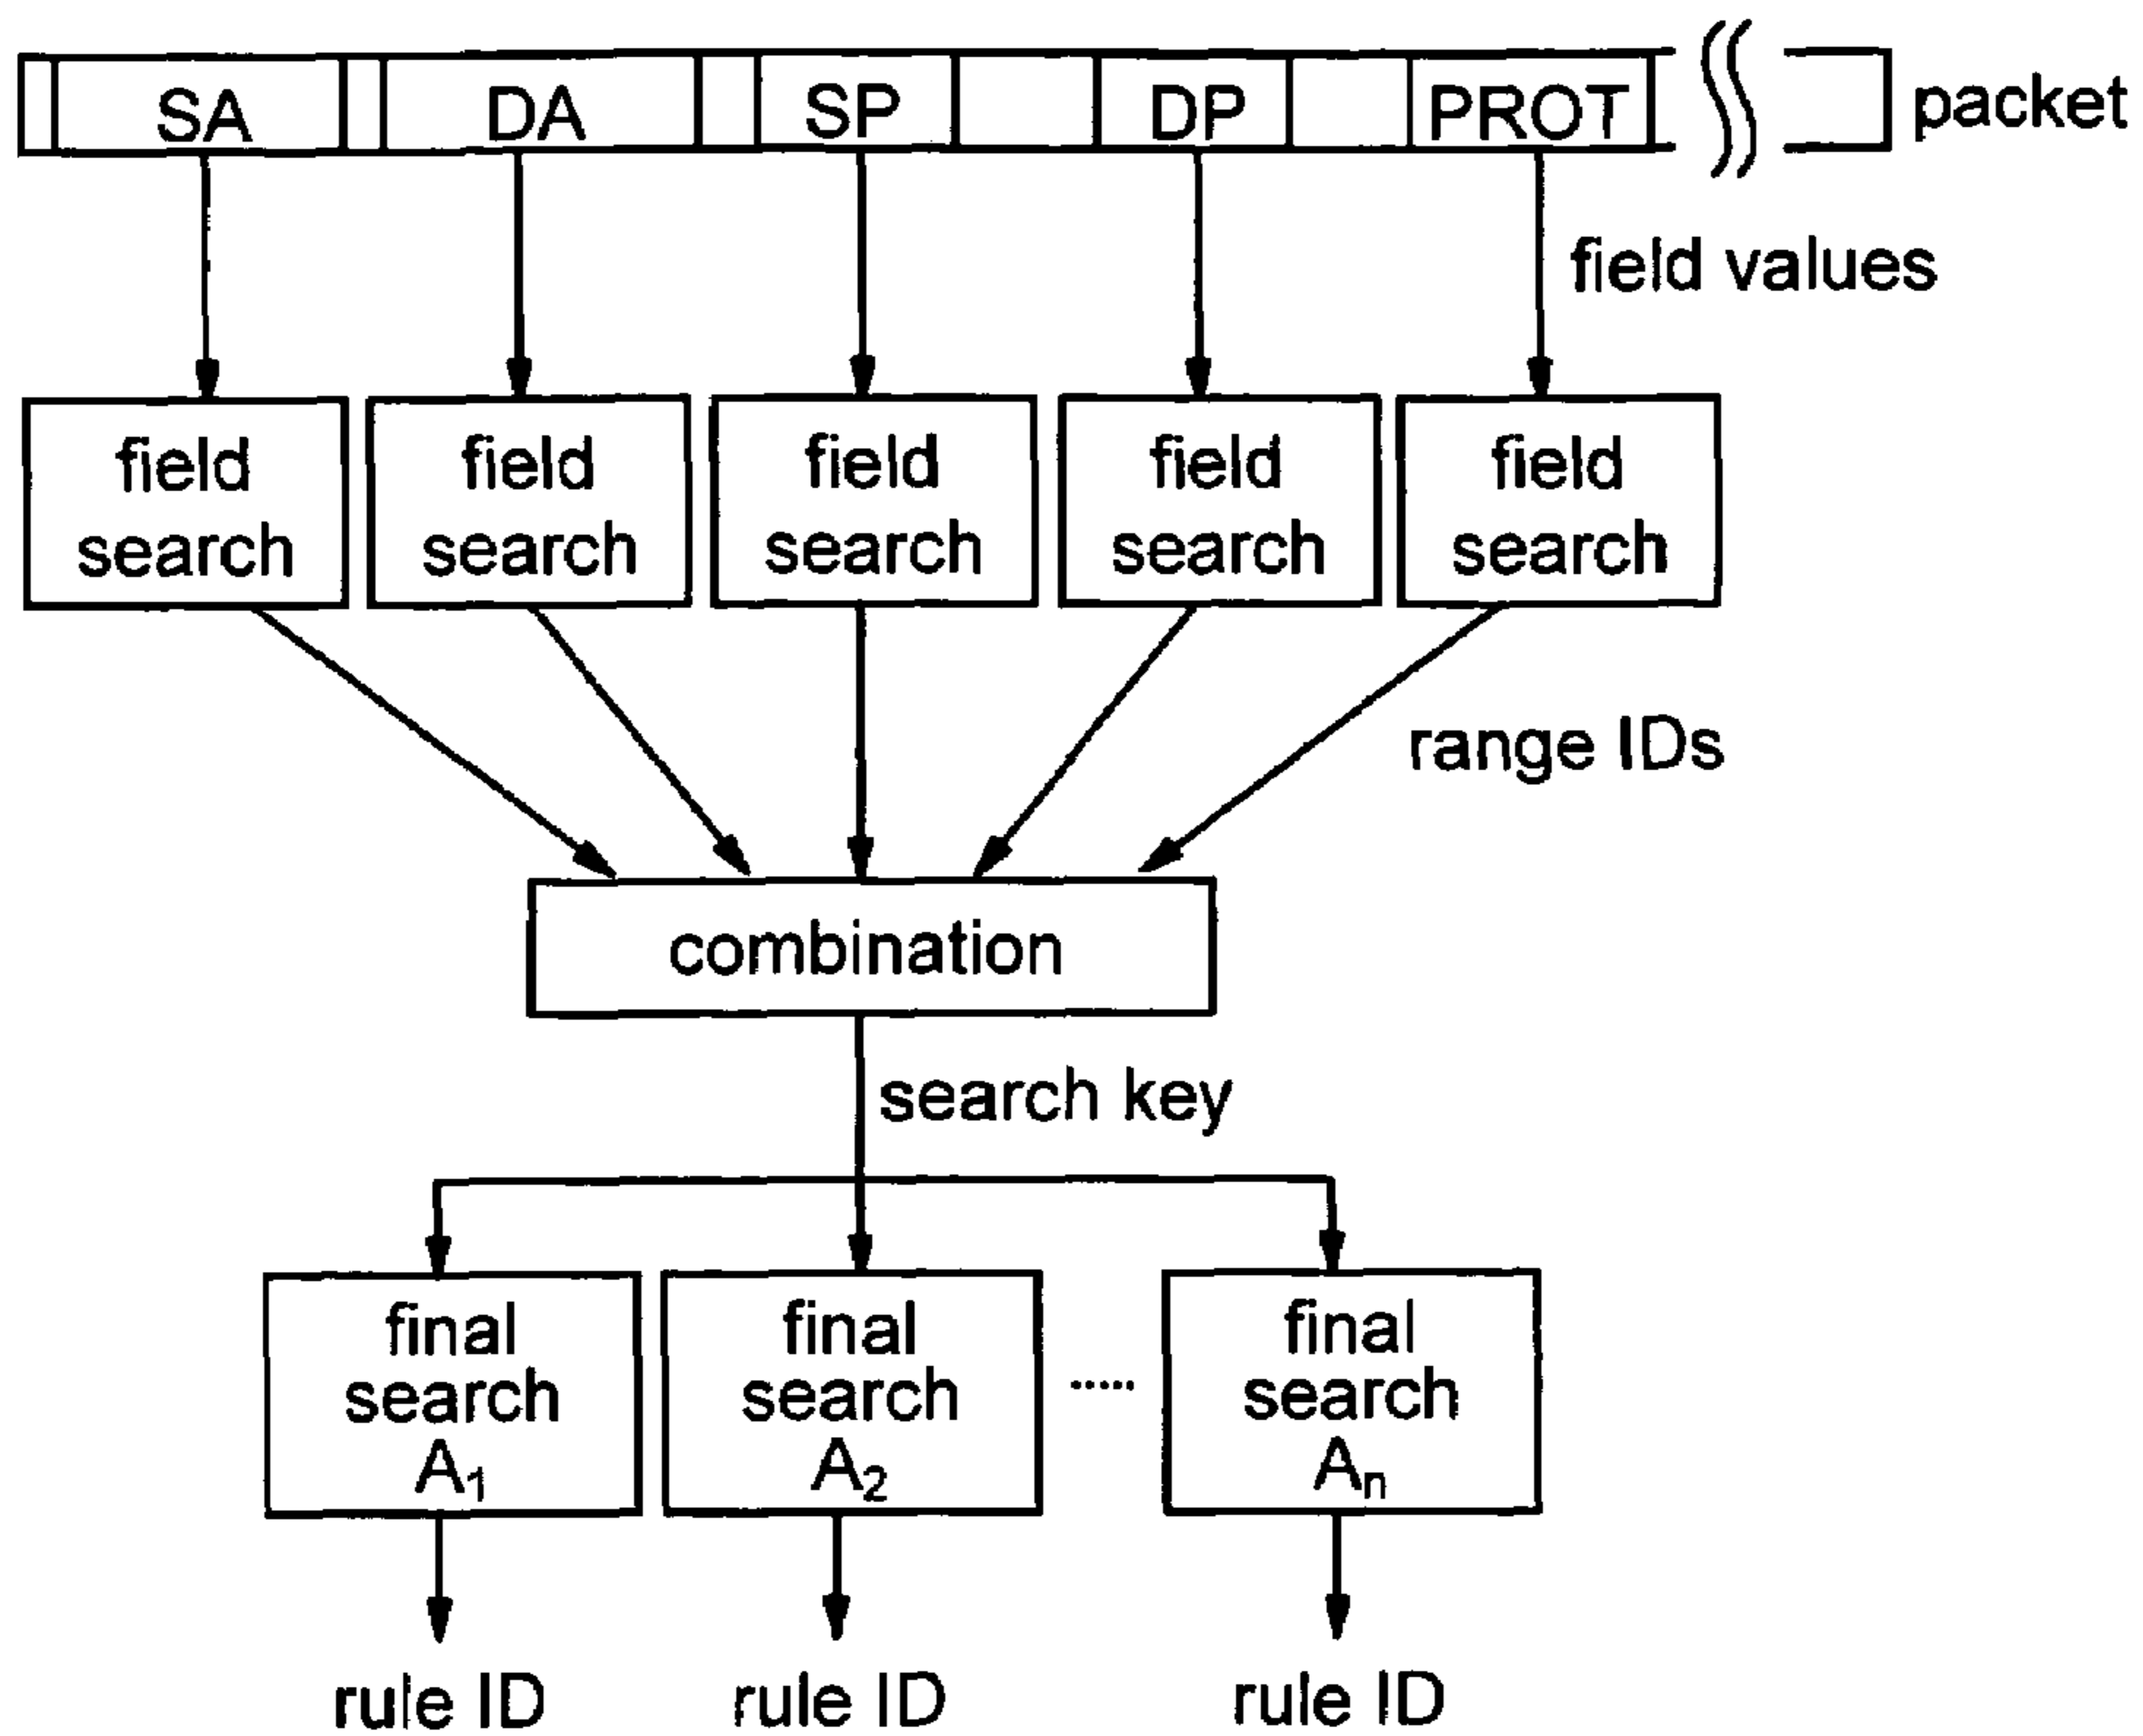 SA DA SP DP PROT packet
field values
field field field field field
search search search search search
range IDs
combination
search key
final final final
search search ..... search
A₁ A₂ Aₙ
rule ID rule ID rule ID